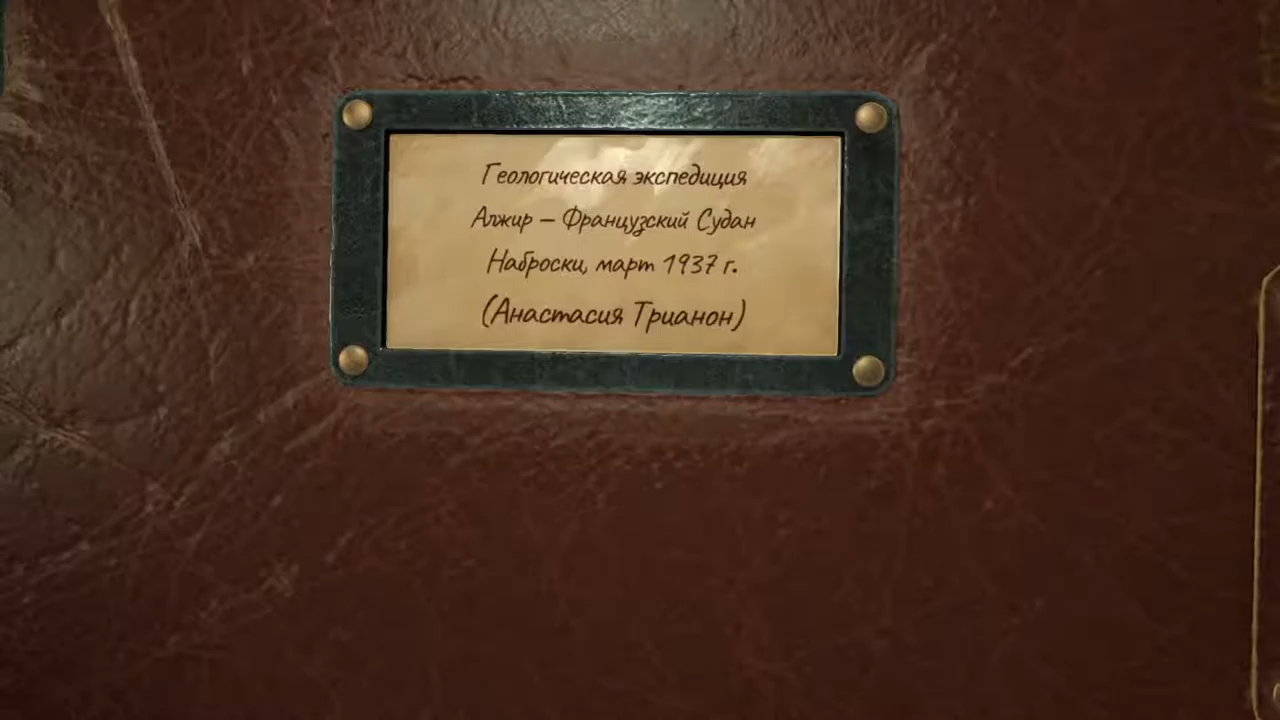 Геологическая экспедиция
Алжир — Французский Судан
Наброски, март 1937 г.
(Анастасия Трианон)